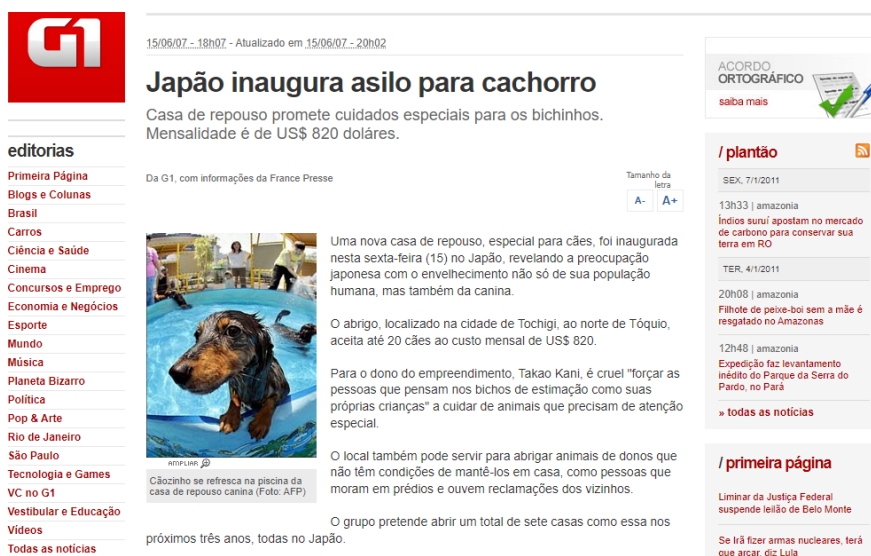 G1
15/06/07 - 18h07 - Atualizado em 15/06/07 - 20h02
Japão inaugura asilo para cachorro
Casa de repouso promete cuidados especiais para os bichinhos.
Mensalidade é de US$ 820 doláres.
Da G1, com informações da France Presse
Tamanho da
letra
A- A+
Uma nova casa de repouso, especial para cães, foi inaugurada
nesta sexta-feira (15) no Japão, revelando a preocupação
japonesa com o envelhecimento não só de sua população
humana, mas também da canina.
O abrigo, localizado na cidade de Tochigi, ao norte de Tóquio,
aceita até 20 cães ao custo mensal de US$ 820.
Para o dono do empreendimento, Takao Kani, é cruel "forçar as
pessoas que pensam nos bichos de estimação como suas
próprias crianças" a cuidar de animais que precisam de atenção
especial.
O local também pode servir para abrigar animais de donos que
não têm condições de mantê-los em casa, como pessoas que
moram em prédios e ouvem reclamações dos vizinhos.
O grupo pretende abrir um total de sete casas como essa nos
próximos três anos, todas no Japão.
AMPLIAR
Cãozinho se refresca na piscina da
casa de repouso canina (Foto: AFP)
editorias
Primeira Página
Blogs e Colunas
Brasil
Carros
Ciência e Saúde
Cinema
Concursos e Emprego
Economia e Negócios
Esporte
Mundo
Música
Planeta Bizarro
Política
Pop & Arte
Rio de Janeiro
São Paulo
Tecnologia e Games
VC no G1
Vestibular e Educação
Vídeos
Todas as notícias
ACORDO
ORTOGRÁFICO
saiba mais
/ plantão
SEX, 7/1/2011
13h33 | amazonia
Índios suruí apostam no mercado
de carbono para conservar sua
terra em RO
TER, 4/1/2011
20h08 | amazonia
Filhote de peixe-boi sem a mãe é
resgatado no Amazonas
12h48 | amazonia
Expedição faz levantamento
inédito do Parque da Serra do
Pardo, no Pará
» todas as notícias
/ primeira página
Liminar da Justiça Federal
suspende leilão de Belo Monte
Se Irã fizer armas nucleares, terá
que arcar, diz Lula